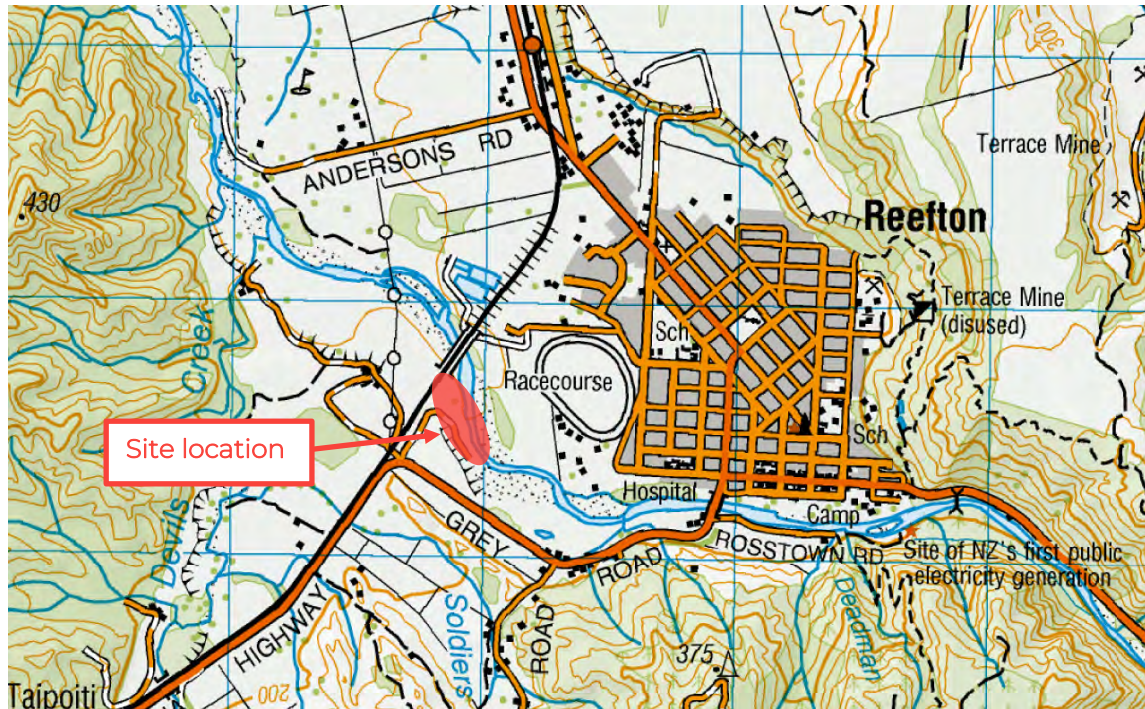 300
Terrace Mine
ANDERSONS RD
430
300
Reefton
Terrace Mine
(disused)
Devils Creek
Sch
Racecourse
Site location
Sch
Hospital
Camp
GREY
ROAD
ROSSTOWN RD
Site of NZ's first public
electricity generation
HIGHWAY
Soldiers
ROAD
Deadman
375
200
Taipoiti